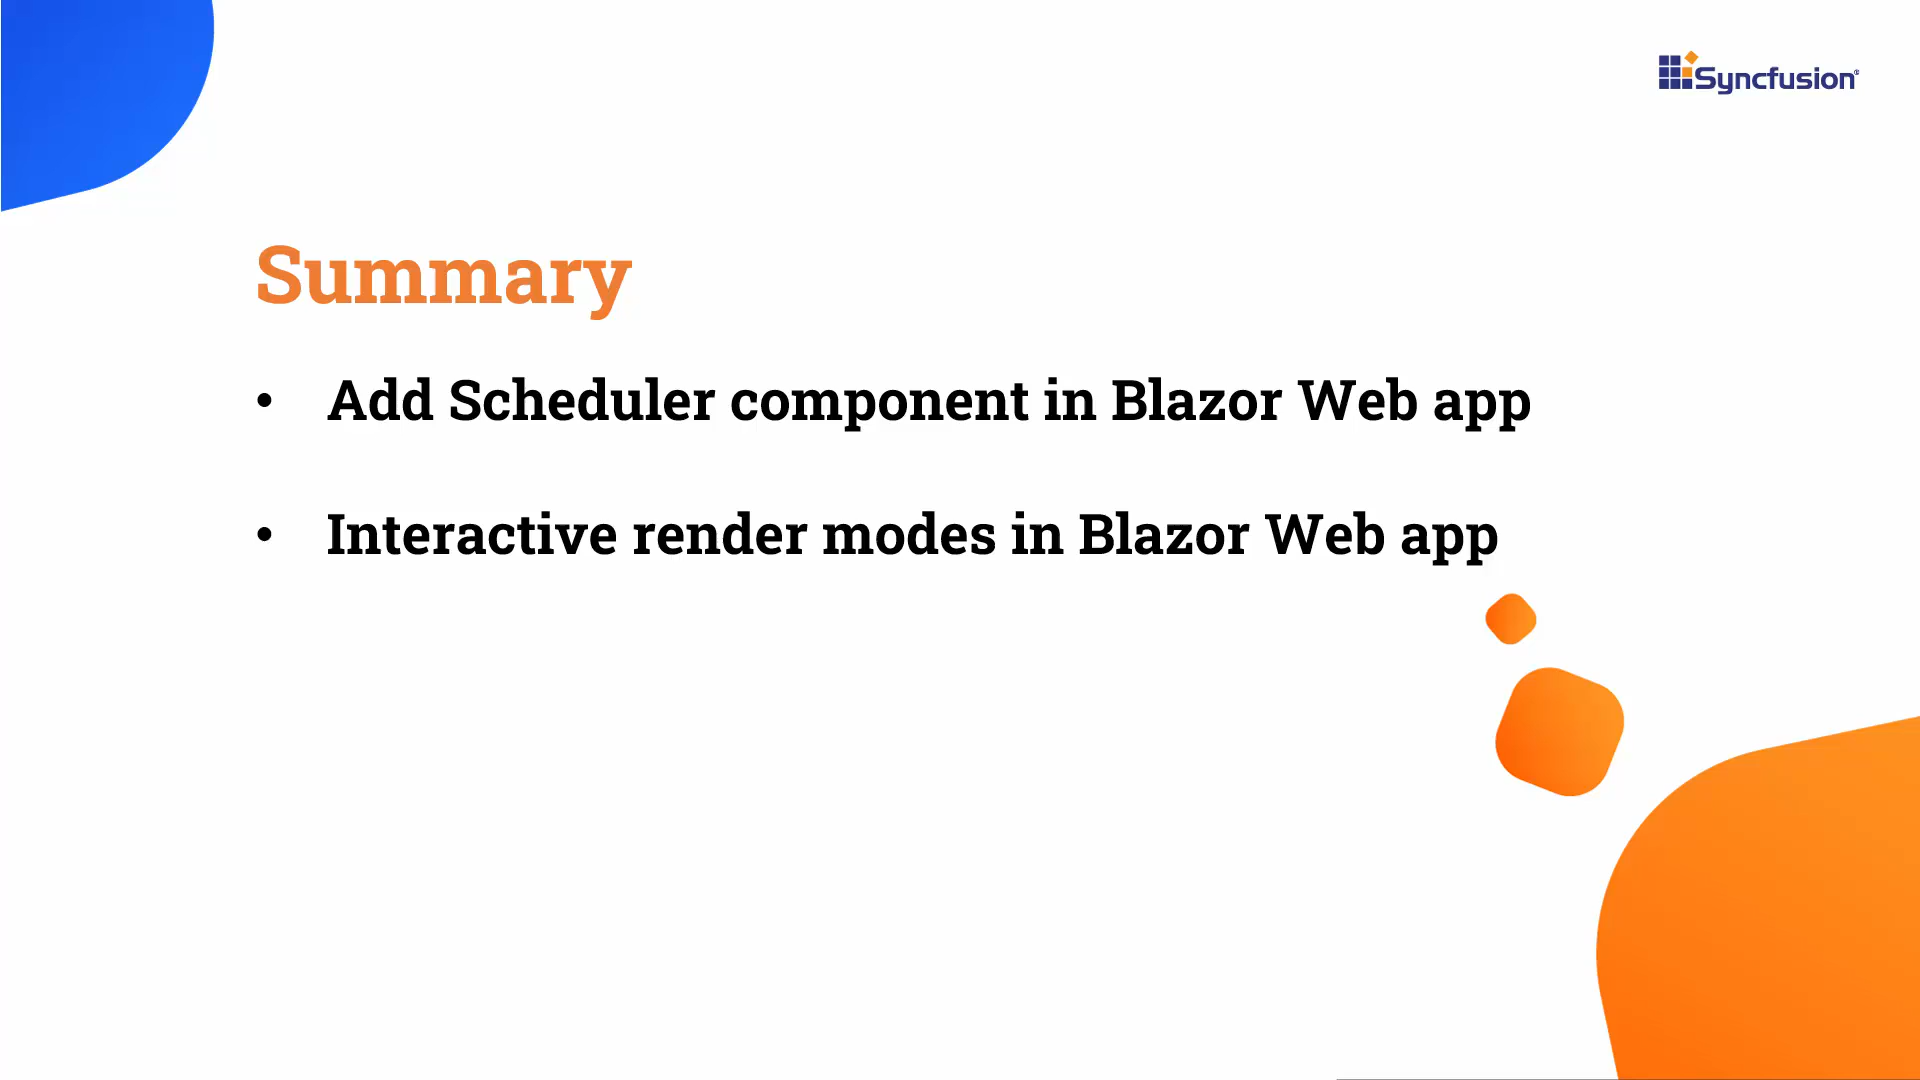 Syncfusion®
Summary
• Add Scheduler component in Blazor Web app
• Interactive render modes in Blazor Web app